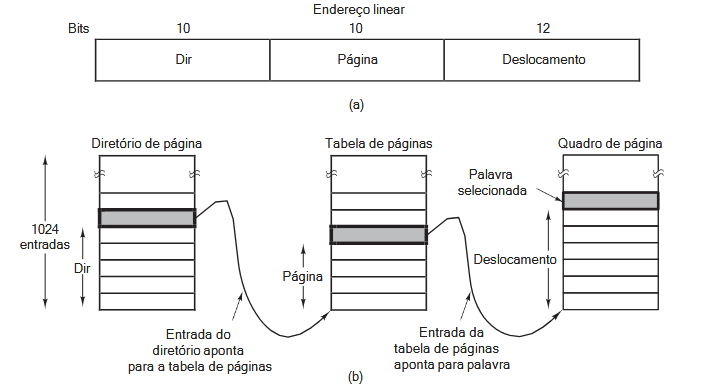 Endereço linear
Bits 10 10 12
Dir Página Deslocamento
(a)
Diretório de página Tabela de páginas Quadro de página
Palavra
selecionada
1024
entradas
Dir
Página
Deslocamento
Entrada do
diretório aponta
para a tabela de páginas
Entrada da
tabela de páginas
aponta para palavra
(b)